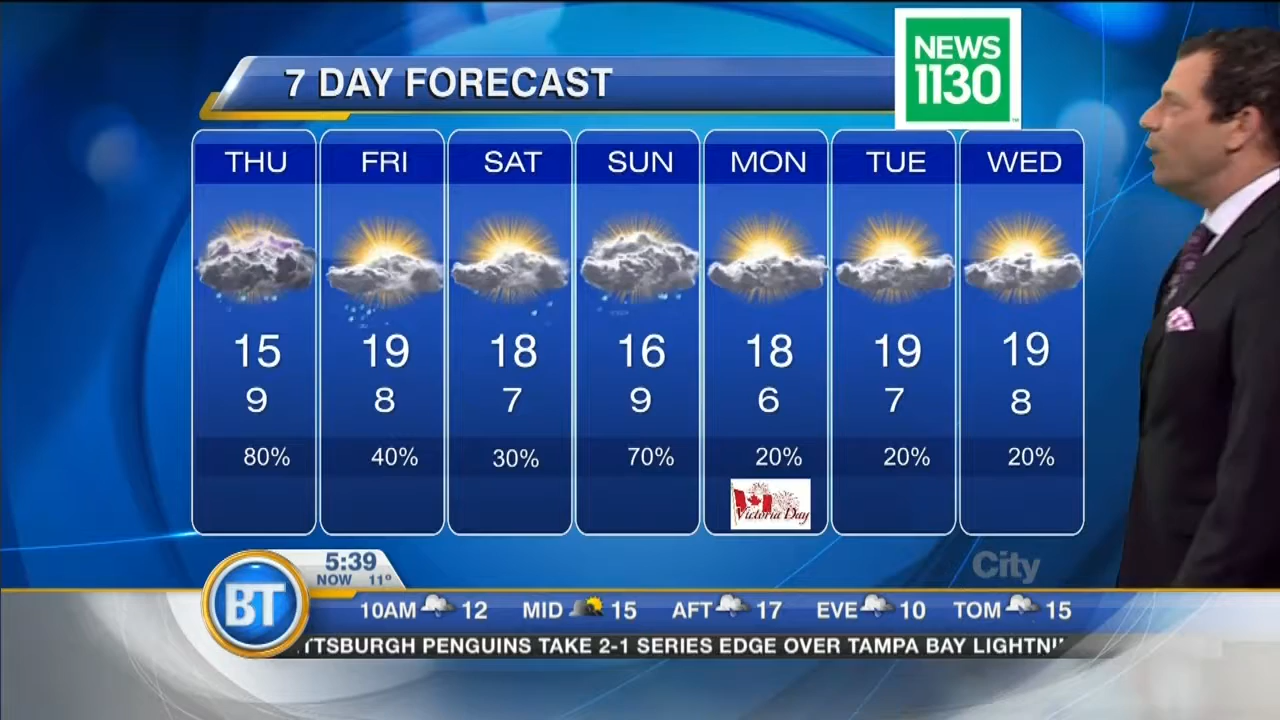 NEWS
1130
7 DAY FORECAST
THU FRI SAT SUN MON TUE WED
15 19 18 16 18 19 19
9 8 7 9 6 7 8
80% 40% 30% 70% 20% 20% 20%
Victoria Day
City
5:39
NOW 11°
BT
10AM 12 MID 15 AFT 17 EVE 10 TOM 15
TTSBURGH PENGUINS TAKE 2-1 SERIES EDGE OVER TAMPA BAY LIGHTNI